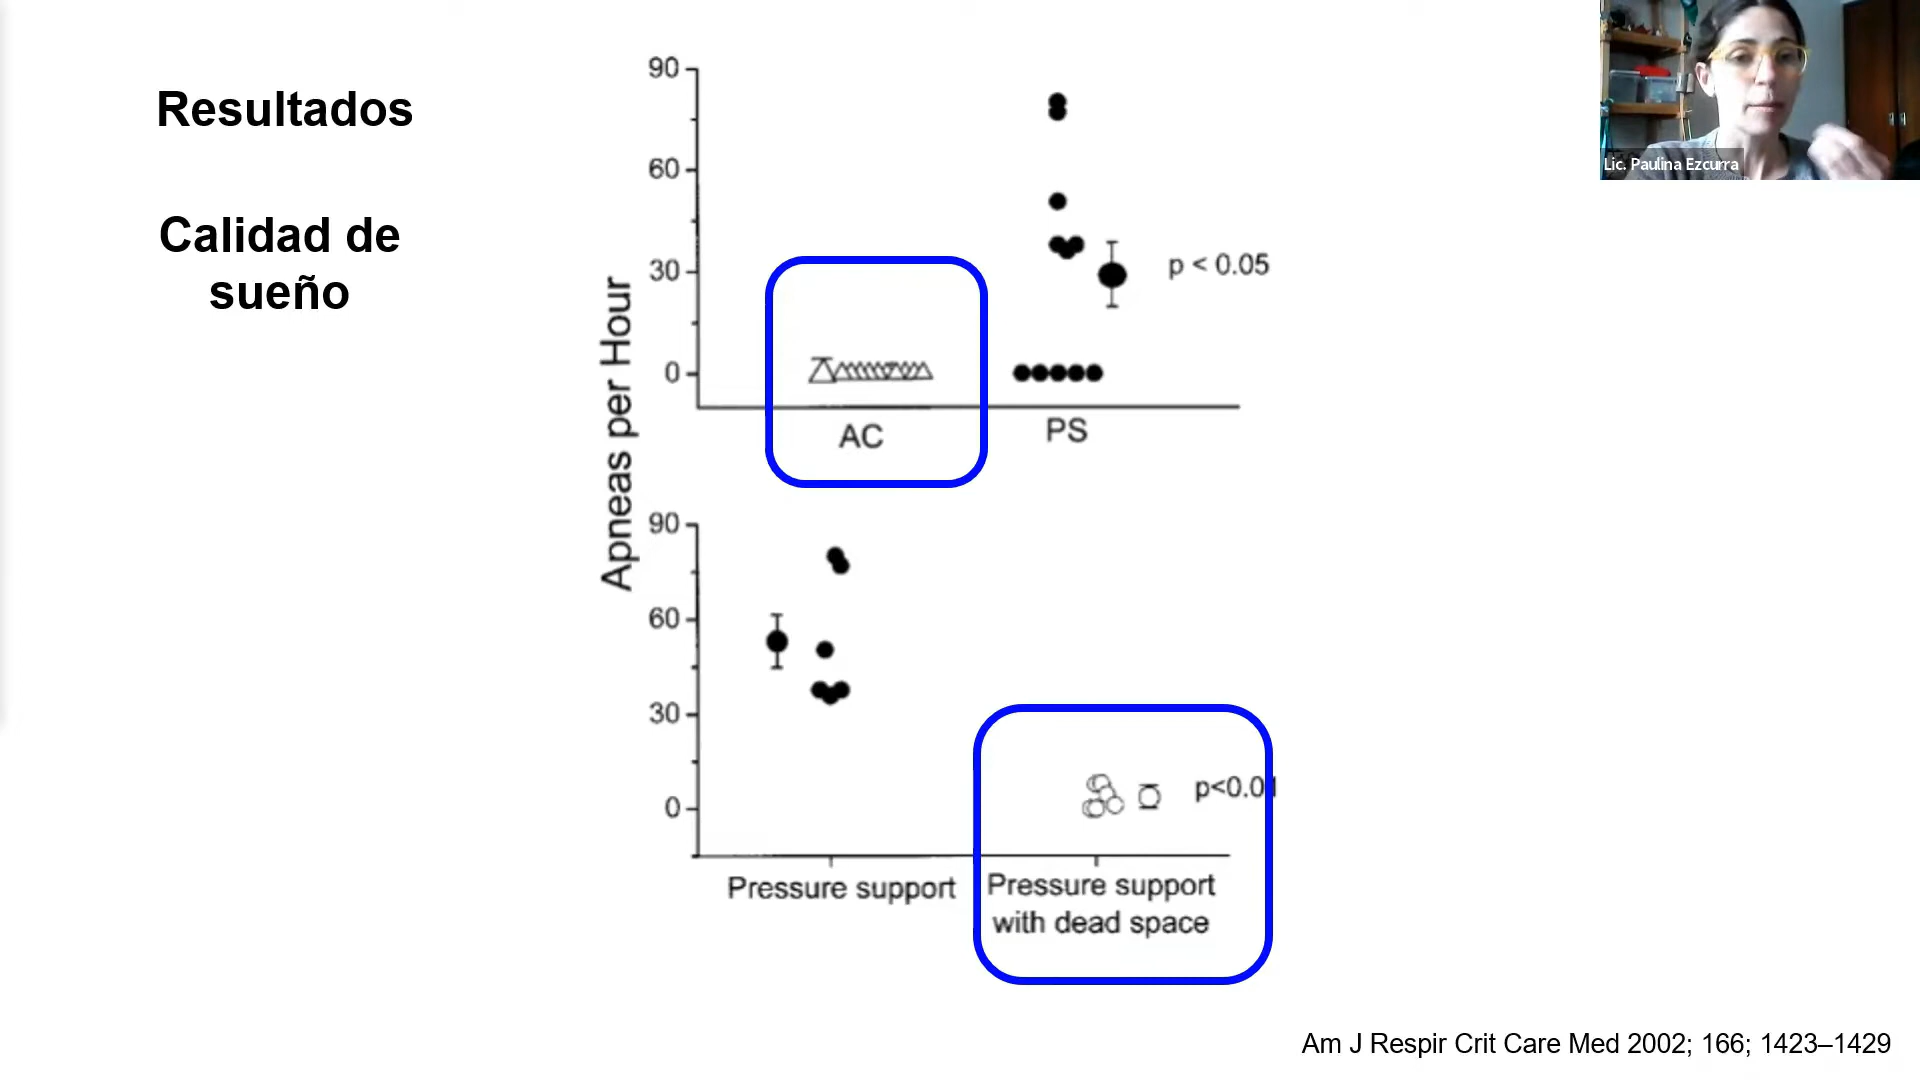 Resultados
Calidad de
sueño
Lic. Paulina Ezcurra
Apneas per Hour
90
60
30
0
p < 0.05
AC
PS
90
60
30
0
p<0.01
Pressure support
Pressure support
with dead space
Am J Respir Crit Care Med 2002; 166; 1423–1429